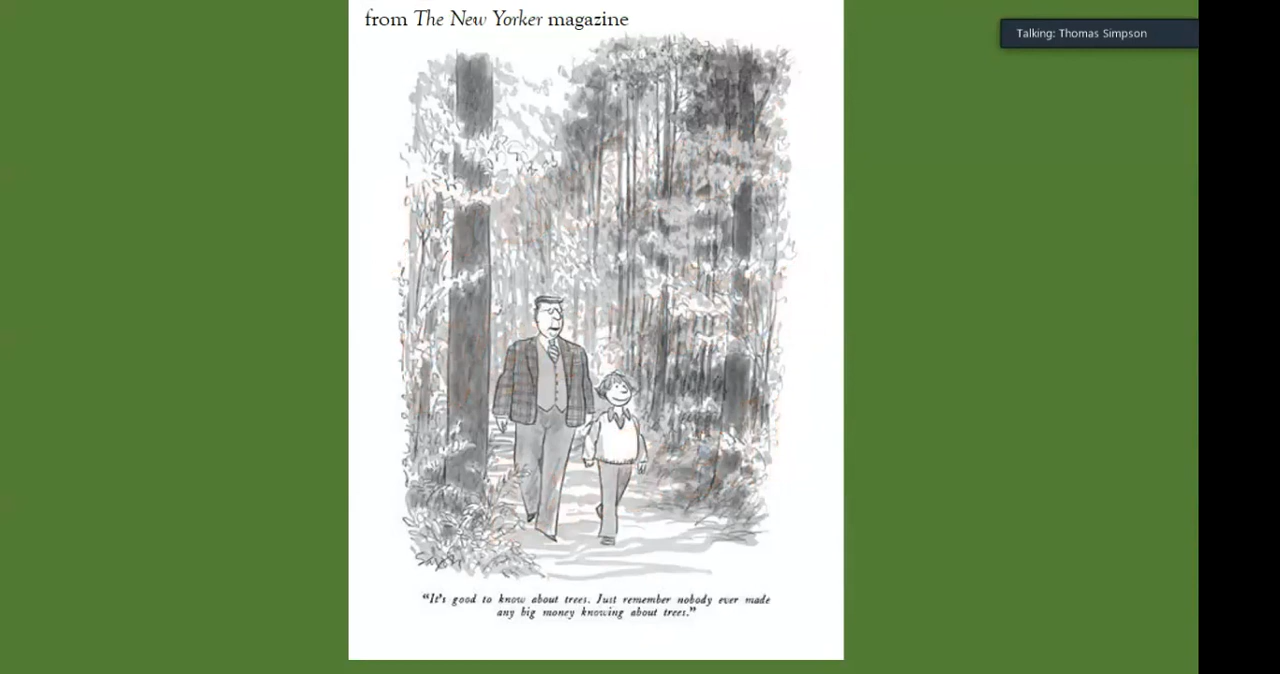 from The New Yorker magazine
Talking: Thomas Simpson
“It's good to know about trees. Just remember nobody ever made
any big money knowing about trees.”